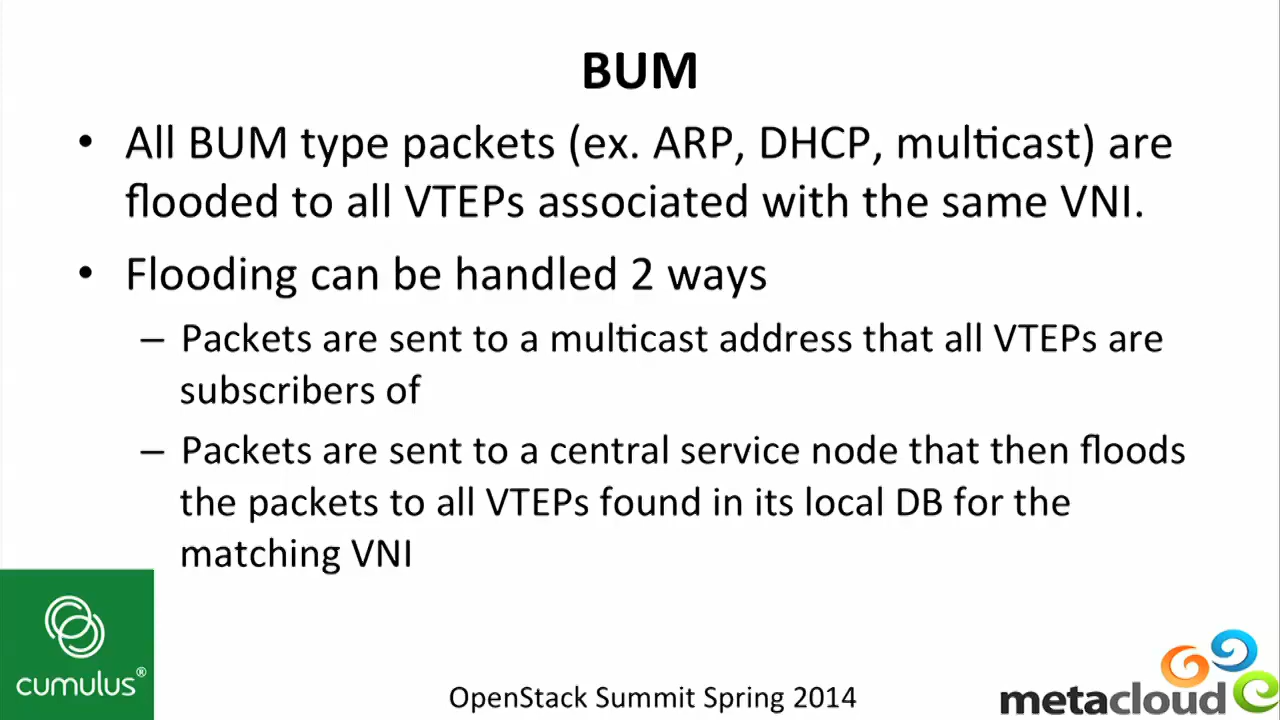 BUM
• All BUM type packets (ex. ARP, DHCP, multicast) are
flooded to all VTEPs associated with the same VNI.
• Flooding can be handled 2 ways
– Packets are sent to a multicast address that all VTEPs are
subscribers of
– Packets are sent to a central service node that then floods
the packets to all VTEPs found in its local DB for the
matching VNI
cumulus®
OpenStack Summit Spring 2014
metacloud